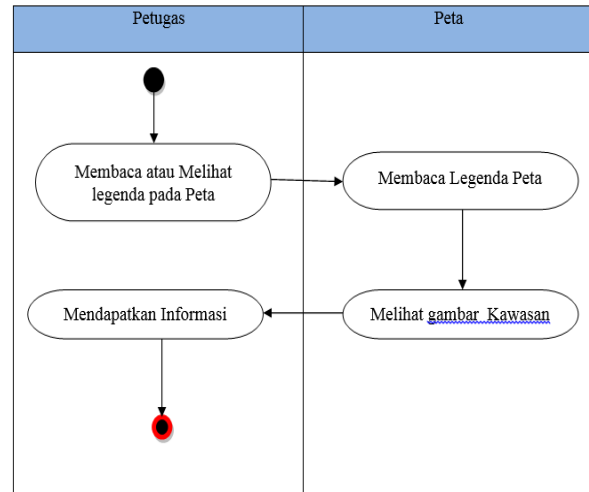 Petugas
Peta
Membaca atau Melihat
legenda pada Peta
Membaca Legenda Peta
Mendapatkan Informasi
Melihat gambar Kawasan